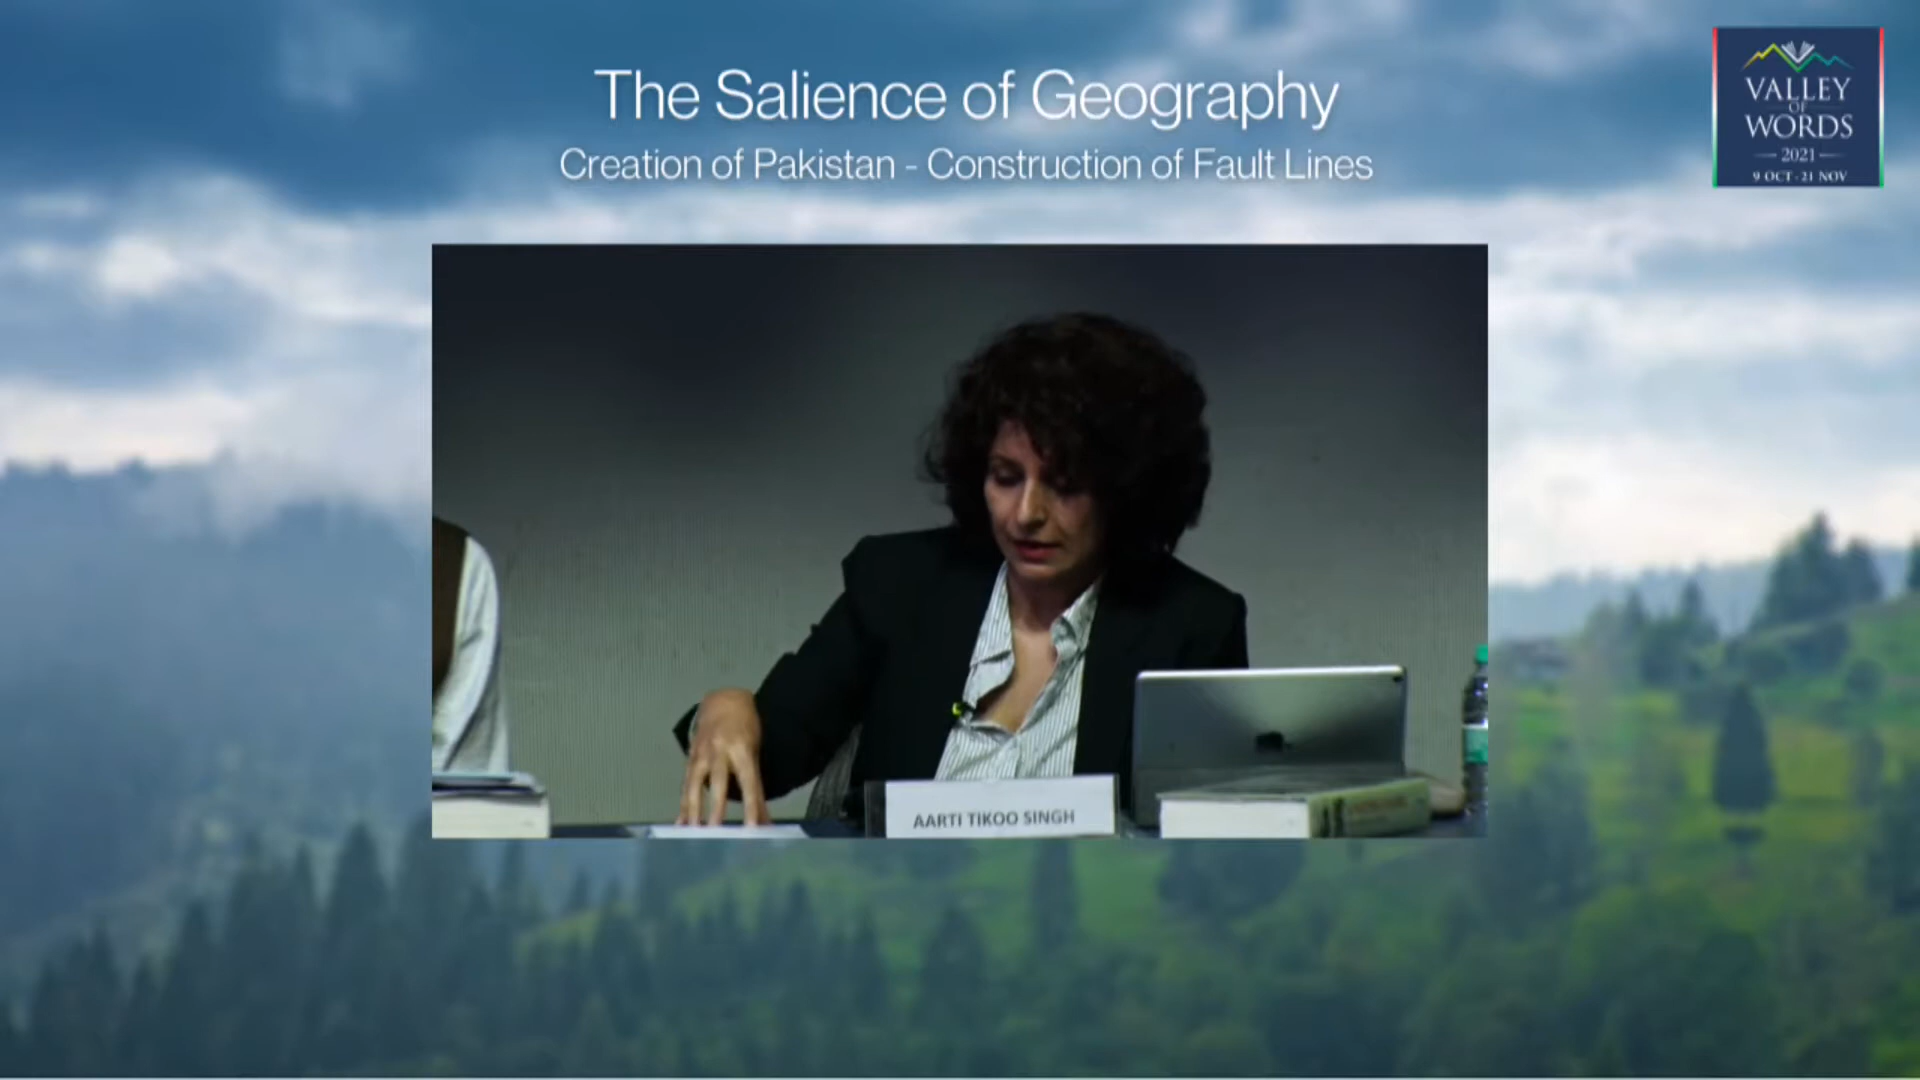 The Salience of Geography
Creation of Pakistan - Construction of Fault Lines
VALLEY
OF
WORDS
2021
9 OCT - 21 NOV
AARTI TIKOO SINGH